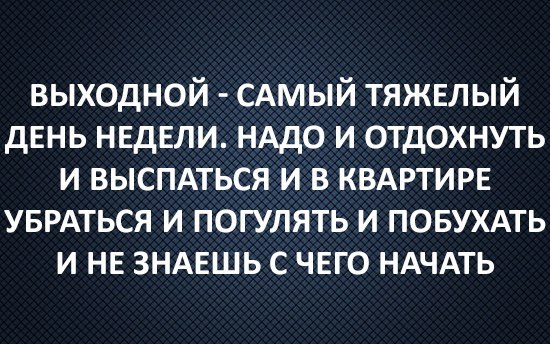 ВЫХОДНОЙ - САМЫЙ ТЯЖЕЛЫЙ
ДЕНЬ НЕДЕЛИ. НАДО И ОТДОХНУТЬ
И ВЫСПАТЬСЯ И В КВАРТИРЕ
УБРАТЬСЯ И ПОГУЛЯТЬ И ПОБУХАТЬ
И НЕ ЗНАЕШЬ С ЧЕГО НАЧАТЬ